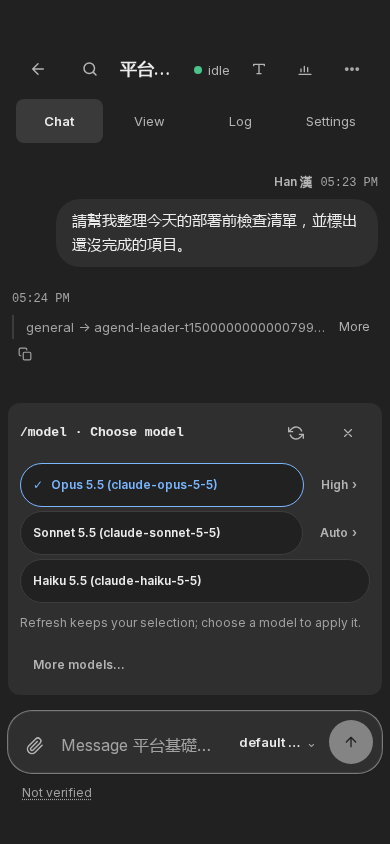 平台... idle
Chat View Log Settings
Han 漢 05:23 PM
請幫我整理今天的部署前檢查清單，並標出
還沒完成的項目。
05:24 PM
general → agend-leader-t1500000000000799... More
/model · Choose model
✓ Opus 5.5 (claude-opus-5-5) High ›
Sonnet 5.5 (claude-sonnet-5-5) Auto ›
Haiku 5.5 (claude-haiku-5-5)
Refresh keeps your selection; choose a model to apply it.
More models...
Message 平台基礎... default ...
Not verified